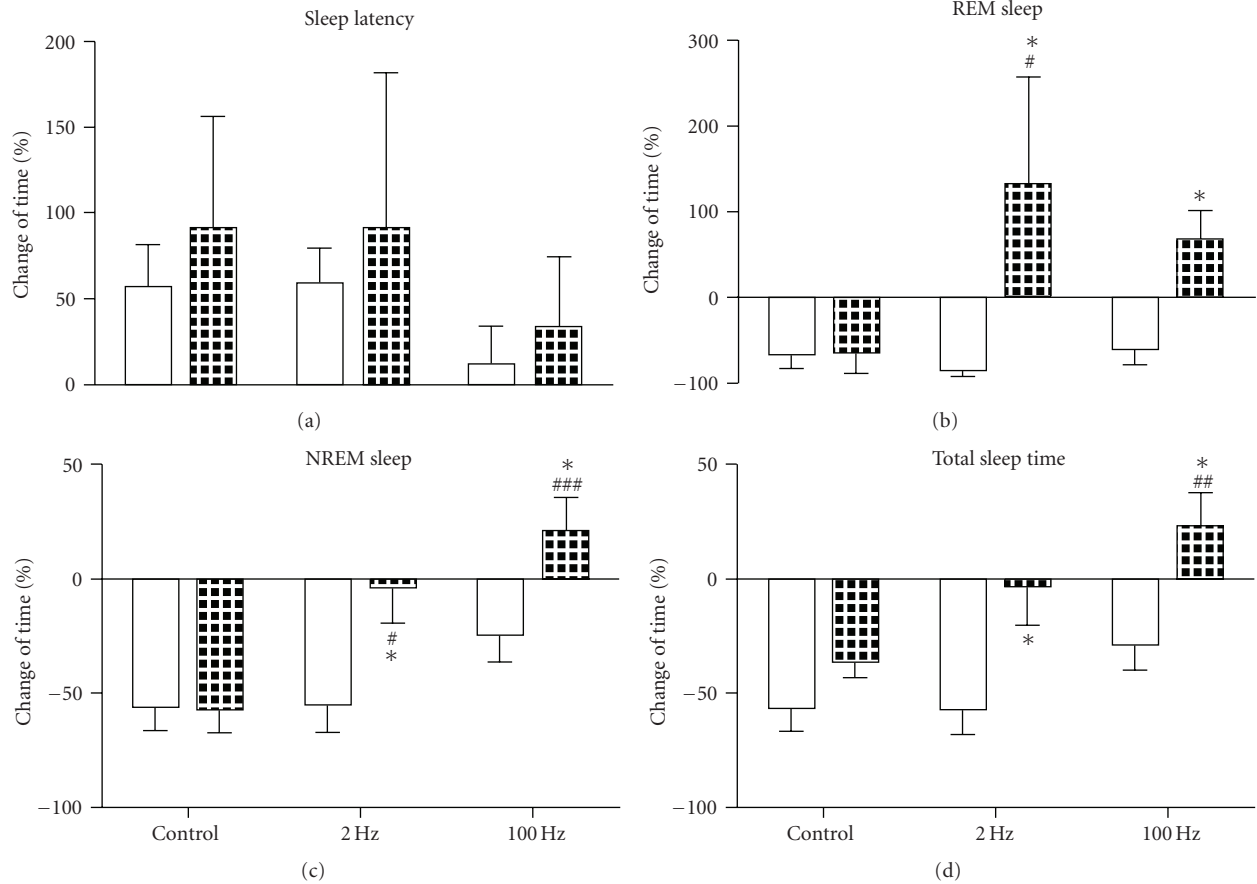 Sleep latency
200
150
100
50
0
Change of time (%)
(a)
REM sleep
300
200
100
0
−100
Change of time (%)
*
#
*
(b)
NREM sleep
50
0
−50
−100
Change of time (%)
#
*
*
###
Control
2 Hz
100 Hz
(c)
Total sleep time
50
0
−50
−100
Change of time (%)
*
*
##
Control
2 Hz
100 Hz
(d)